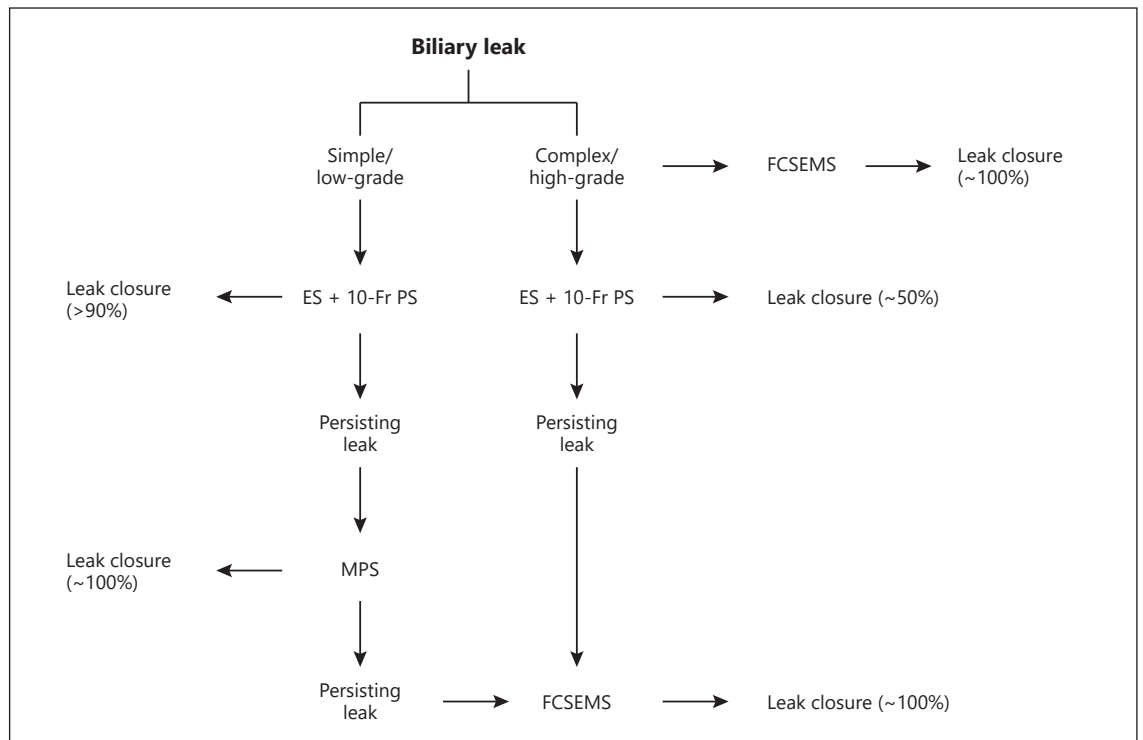 Biliary leak
Simple/
low-grade
Complex/
high-grade
FCSEMS
Leak closure
(~100%)
Leak closure
(>90%)
ES + 10-Fr PS
ES + 10-Fr PS
Leak closure (~50%)
Persisting
leak
Persisting
leak
Leak closure
(~100%)
MPS
Persisting
leak
FCSEMS
Leak closure (~100%)